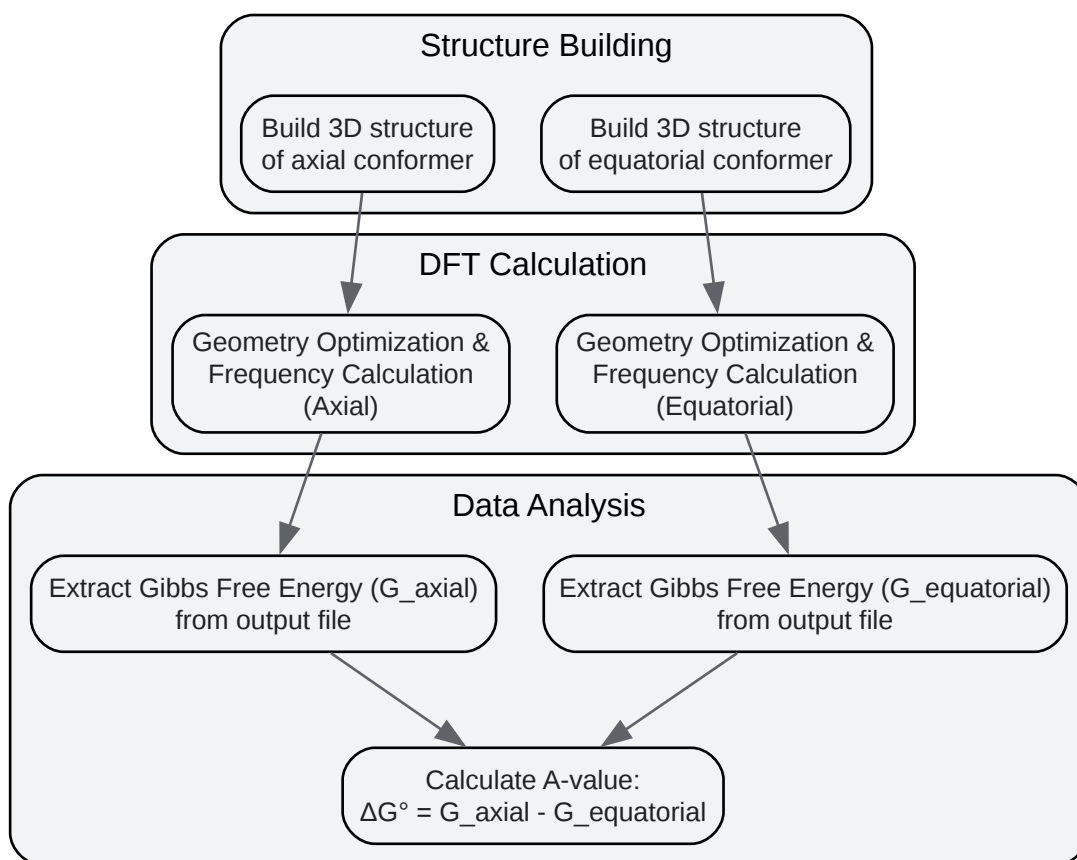 Structure Building
Build 3D structure
of axial conformer
Build 3D structure
of equatorial conformer
DFT Calculation
Geometry Optimization &
Frequency Calculation
(Axial)
Geometry Optimization &
Frequency Calculation
(Equatorial)
Data Analysis
Extract Gibbs Free Energy (G_axial)
from output file
Extract Gibbs Free Energy (G_equatorial)
from output file
Calculate A-value:
ΔG° = G_axial - G_equatorial